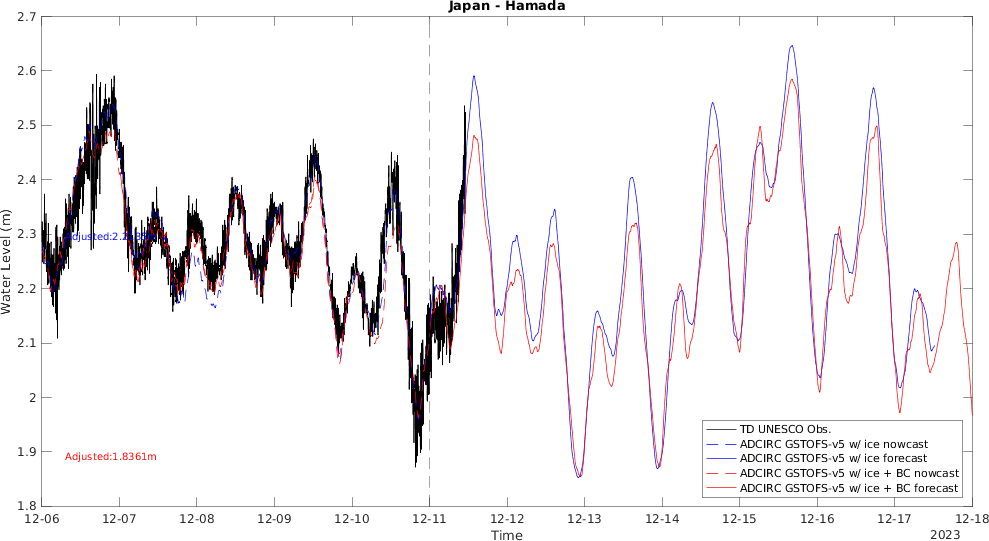 Japan - Hamada
Water Level (m)
2.7
2.6
2.5
2.4
2.3
2.2
2.1
2
1.9
1.8
Adjusted:1.8361m
TD UNESCO Obs.
ADCIRC GSTOFS-v5 w/ ice nowcast
ADCIRC GSTOFS-v5 w/ ice forecast
ADCIRC GSTOFS-v5 w/ ice + BC nowcast
ADCIRC GSTOFS-v5 w/ ice + BC forecast
12-06 12-07 12-08 12-09 12-10 12-11 12-12 12-13 12-14 12-15 12-16 12-17 12-18
Time
2023